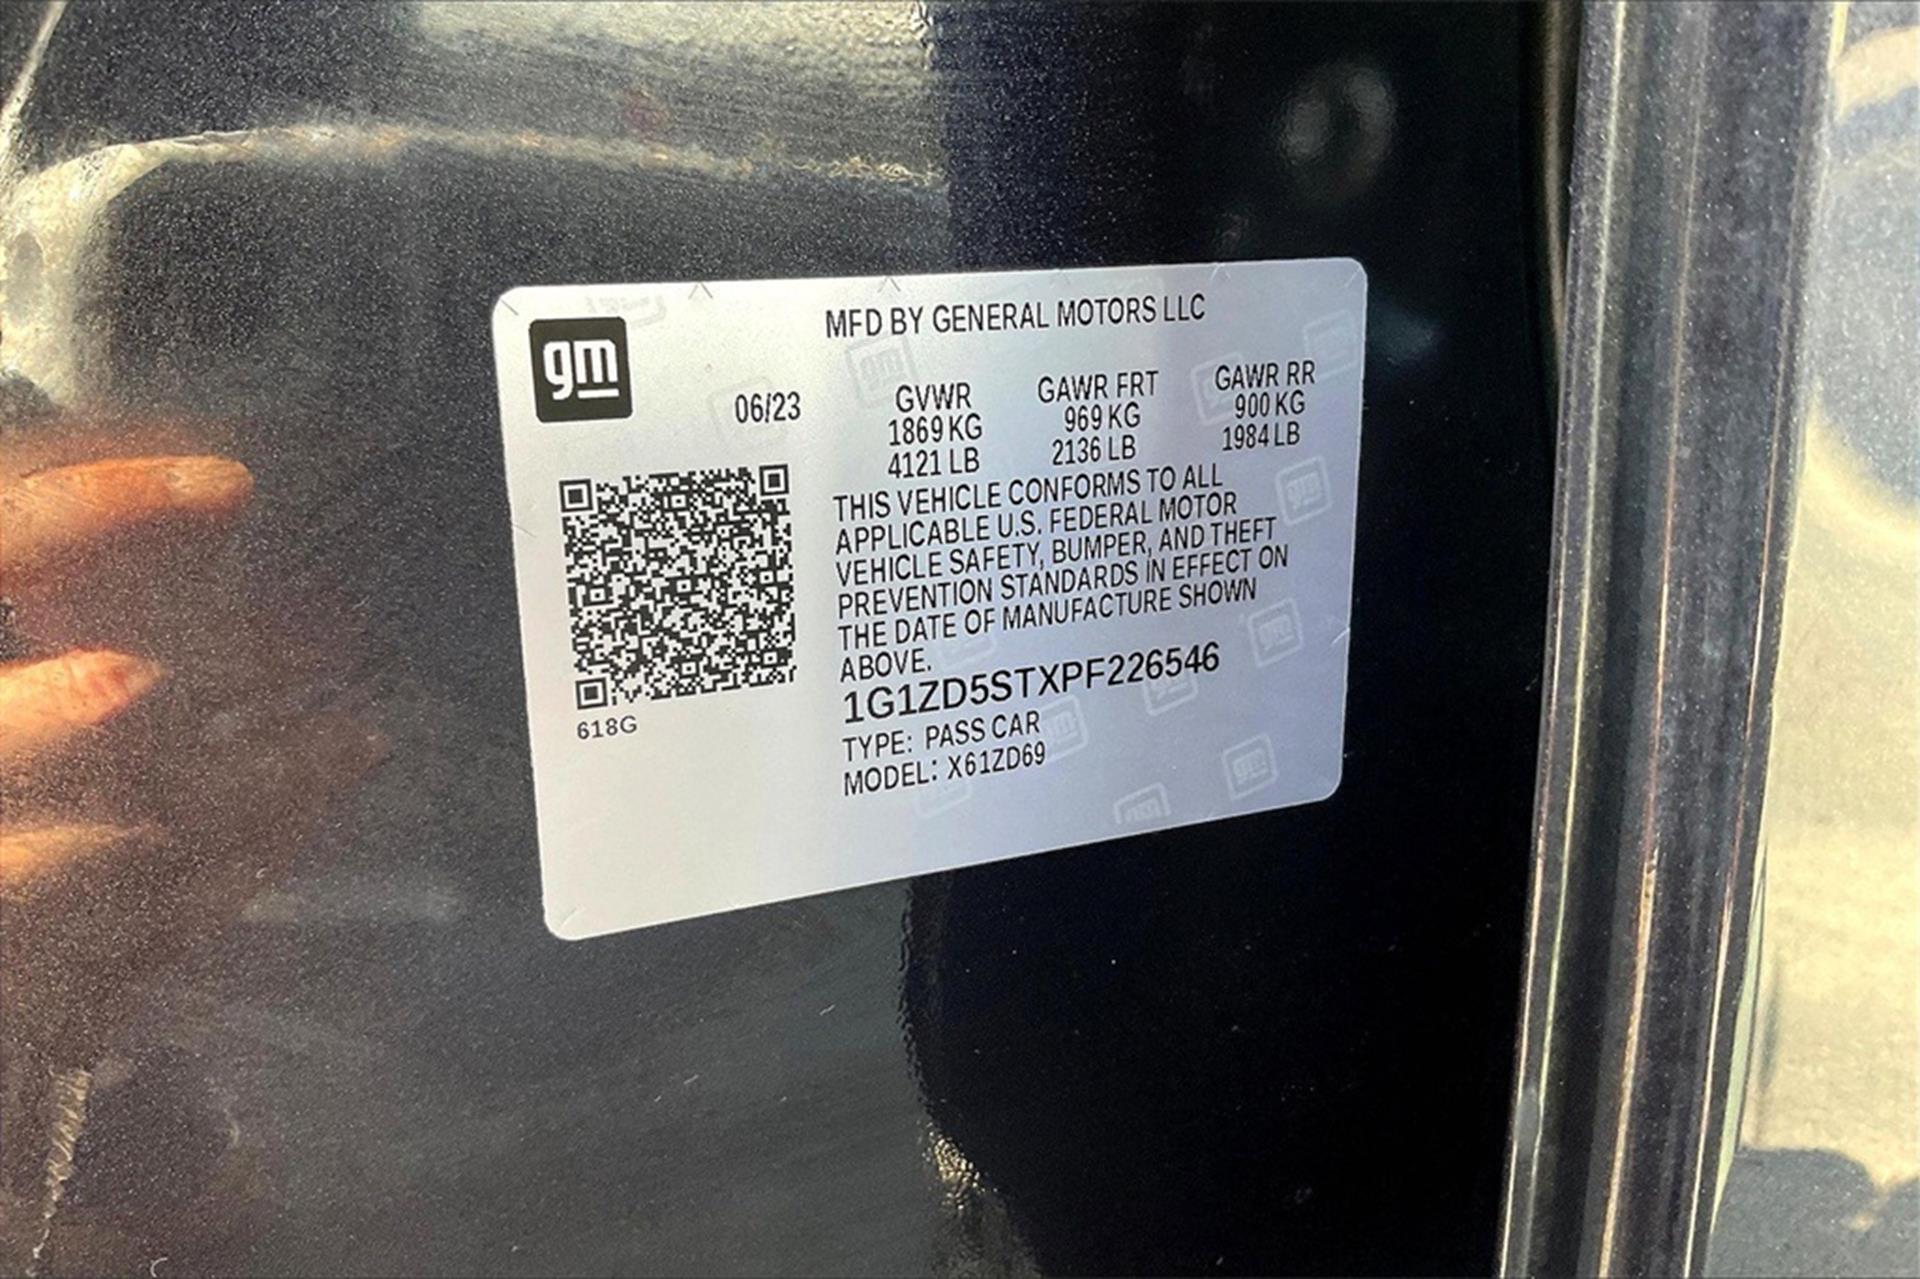 MFD BY GENERAL MOTORS LLC
gm
06/23
GVWR GAWR FRT GAWR RR
1869 KG 969 KG 900 KG
4121 LB 2136 LB 1984 LB
THIS VEHICLE CONFORMS TO ALL
APPLICABLE U.S. FEDERAL MOTOR
VEHICLE SAFETY, BUMPER, AND THEFT
PREVENTION STANDARDS IN EFFECT ON
THE DATE OF MANUFACTURE SHOWN
ABOVE.
1G1ZD5STXPF226546
TYPE: PASS CAR
MODEL: X61ZD69
618G